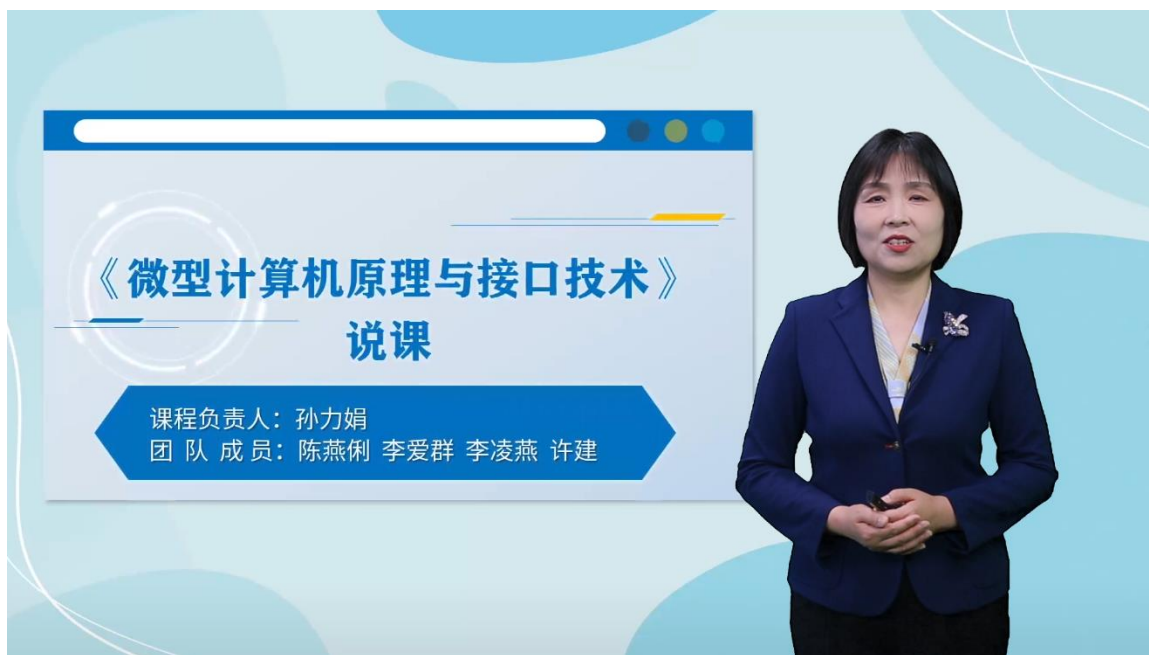 《微型计算机原理与接口技术》
说课
课程负责人：孙力娟
团 队 成 员：陈燕俐 李爱群 李凌燕 许建